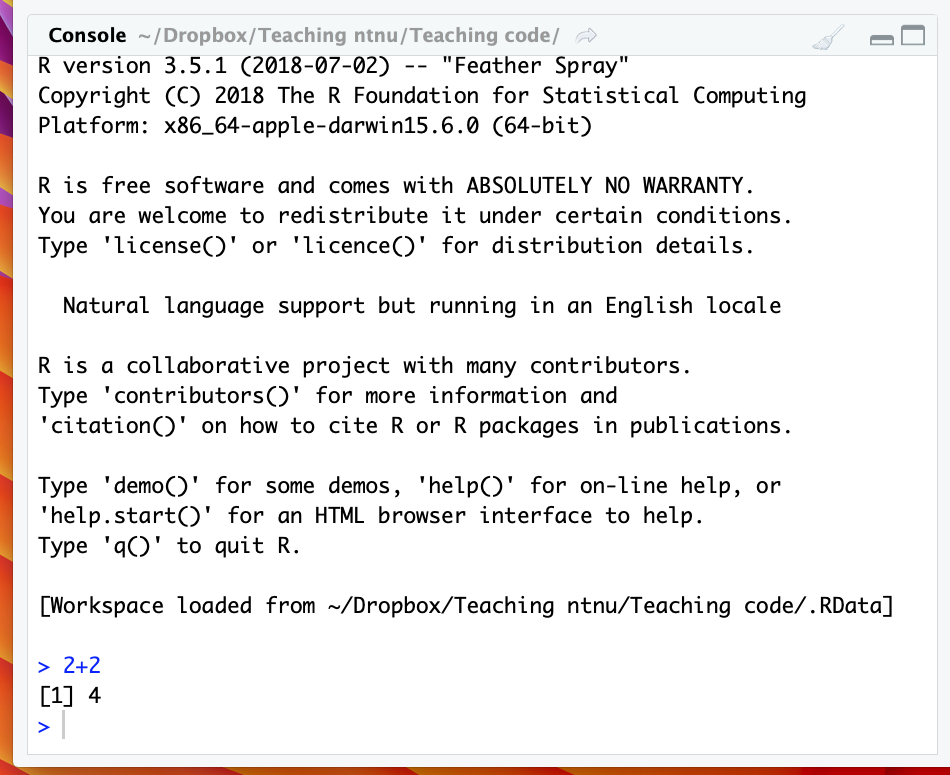 Console ~/Dropbox/Teaching ntnu/Teaching code/
R version 3.5.1 (2018-07-02) -- "Feather Spray"
Copyright (C) 2018 The R Foundation for Statistical Computing
Platform: x86_64-apple-darwin15.6.0 (64-bit)
R is free software and comes with ABSOLUTELY NO WARRANTY.
You are welcome to redistribute it under certain conditions.
Type 'license()' or 'licence()' for distribution details.
Natural language support but running in an English locale
R is a collaborative project with many contributors.
Type 'contributors()' for more information and
'citation()' on how to cite R or R packages in publications.
Type 'demo()' for some demos, 'help()' for on-line help, or
'help.start()' for an HTML browser interface to help.
Type 'q()' to quit R.
[Workspace loaded from ~/Dropbox/Teaching ntnu/Teaching code/.RData]
> 2+2
[1] 4
>